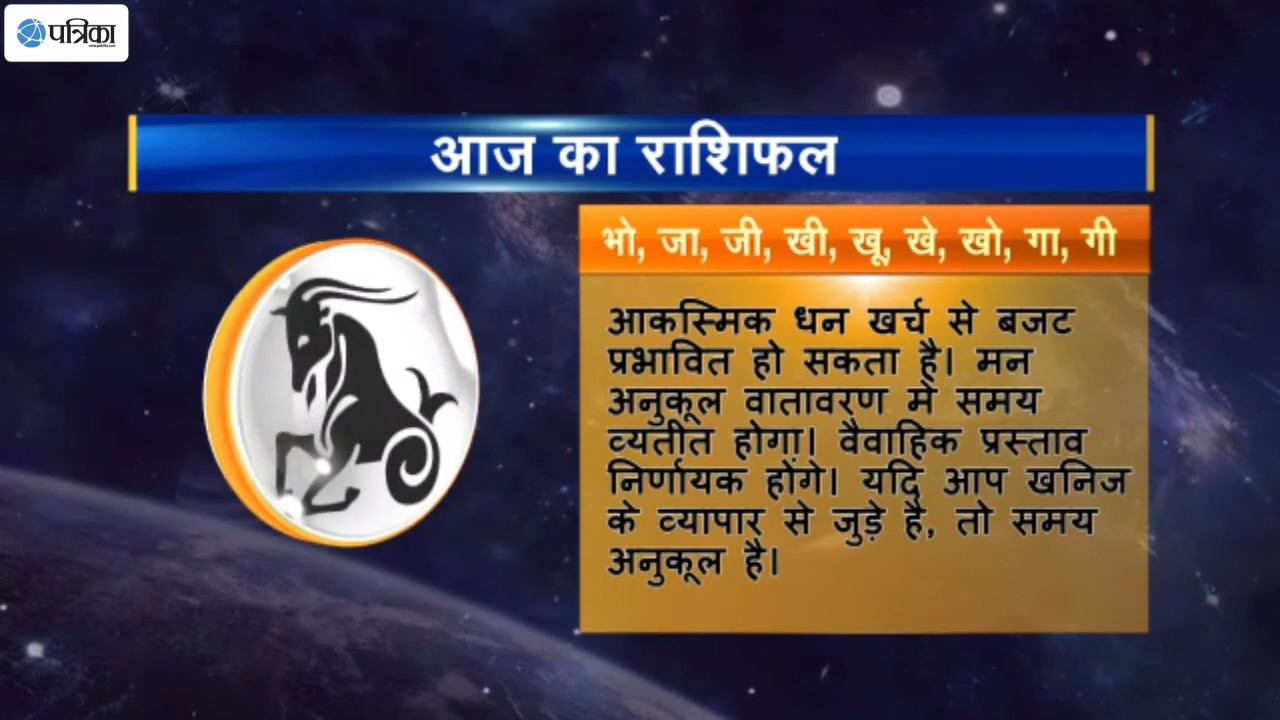 पत्रिका
आज का राशिफल
भो, जा, जी, खी, खू, खे, खो, गा, गी
आकस्मिक धन खर्च से बजट
प्रभावित हो सकता है। मन
अनुकूल वातावरण में समय
व्यतीत होगा। वैवाहिक प्रस्ताव
निर्णायक होंगे। यदि आप खनिज
के व्यापार से जुड़े हैं, तो समय
अनुकूल है।